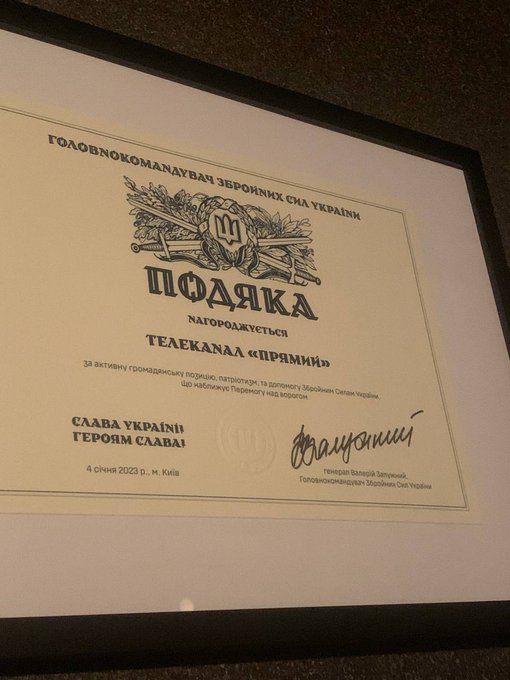 ГОЛОВНОКОМАНДУВАЧ ЗБРОЙНИХ СИЛ УКРАЇНИ
ПОДЯКА
НАГОРОДЖУЄТЬСЯ
ТЕЛЕКАНАЛ «ПРЯМИЙ»
за активну громадянську позицію, патріотизм, та допомогу Збройним Силам України,
що наближує Перемогу над ворогом
СЛАВА УКРАЇНІ!
ГЕРОЯМ СЛАВА!
4 січня 2023 р., м. Київ
Залужний
генерал Валерій Залужний,
Головнокомандувач Збройних Сил України